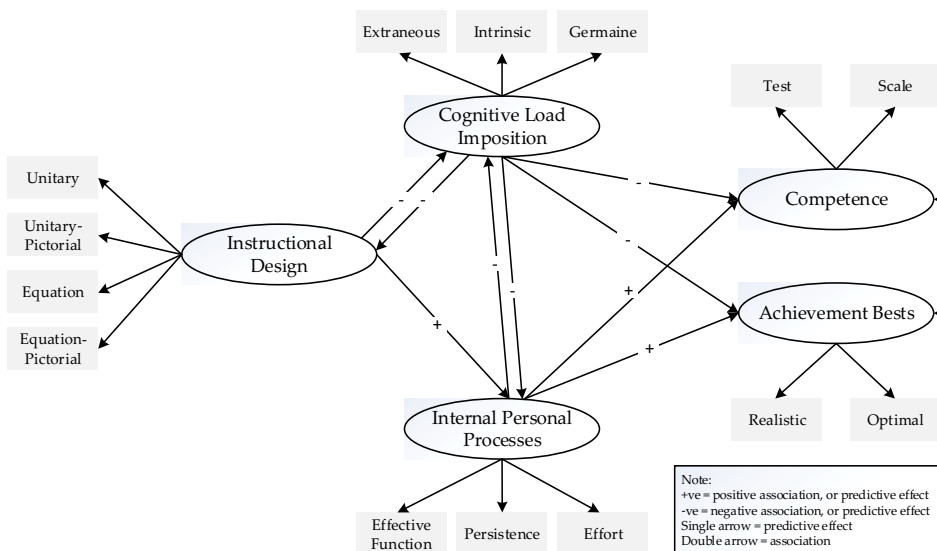 Extraneous
Intrinsic
Germaine
Cognitive Load
Imposition
Test
Scale
Competence
Unitary
Unitary-
Pictorial
Equation
Equation-
Pictorial
Instructional
Design
-
-
-
-
-
-
+
+
+
Achievement Bests
Realistic
Optimal
Internal Personal
Processes
Effective
Function
Persistence
Effort
Note:
+ve = positive association, or predictive effect
-ve = negative association, or predictive effect
Single arrow = predictive effect
Double arrow = association